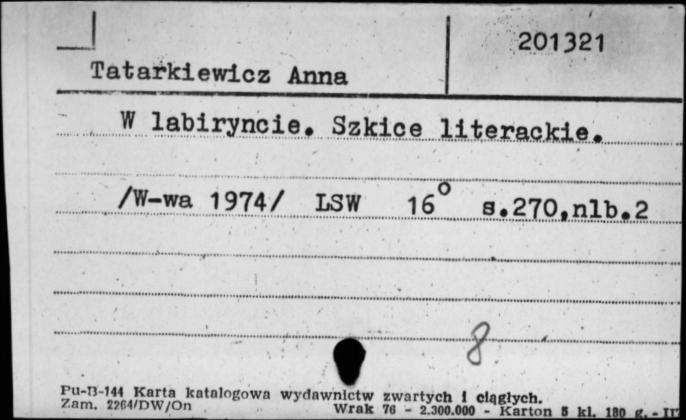 201321
Tatarkiewicz Anna
W labiryncie. Szkice literackie.
/W-wa 1974/ LSW 16° s.270,nlb.2
8
Pu-B-144 Karta katalogowa wydawnictw zwartych i ciągłych.
Zam. 2264/DW/On Wrak 76 - 2.300.000 - Karton 5 kl. 180 g. - IV